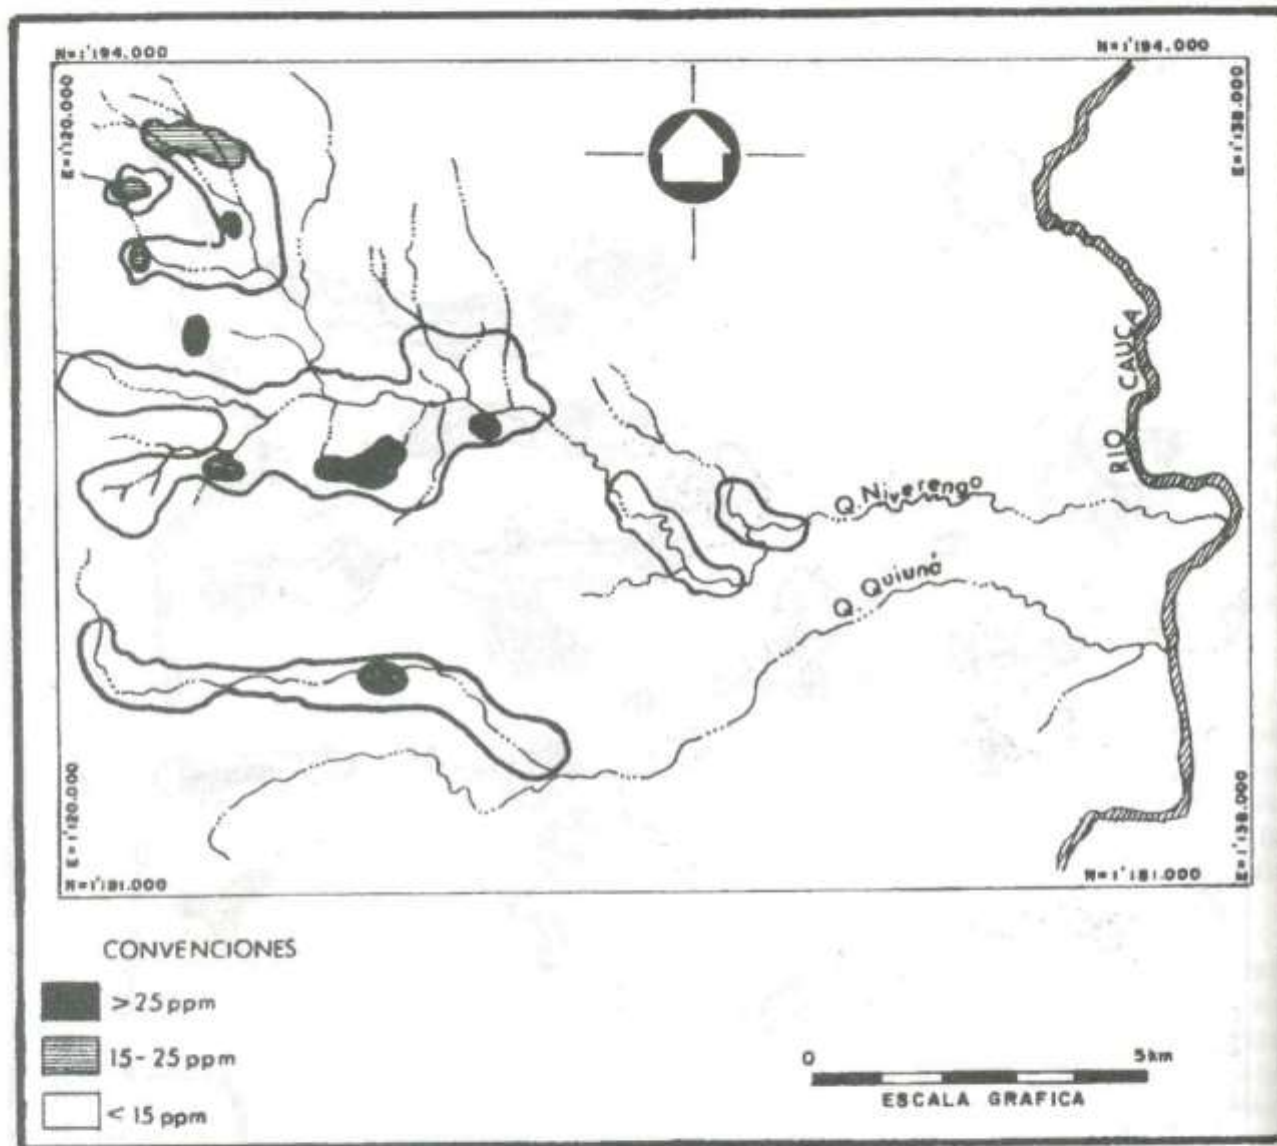 N=1'194.000
N=1'194.000
E=1'120.000
E=1'138.000
RIO CAUCA
Q. Niverengo
Q. Quiuná
E=1'120.000
E=1'138.000
N=1'181.000
N=1'181.000
CONVENCIONES
>25 ppm
15-25 ppm
<15 ppm
0 5 km
ESCALA GRAFICA